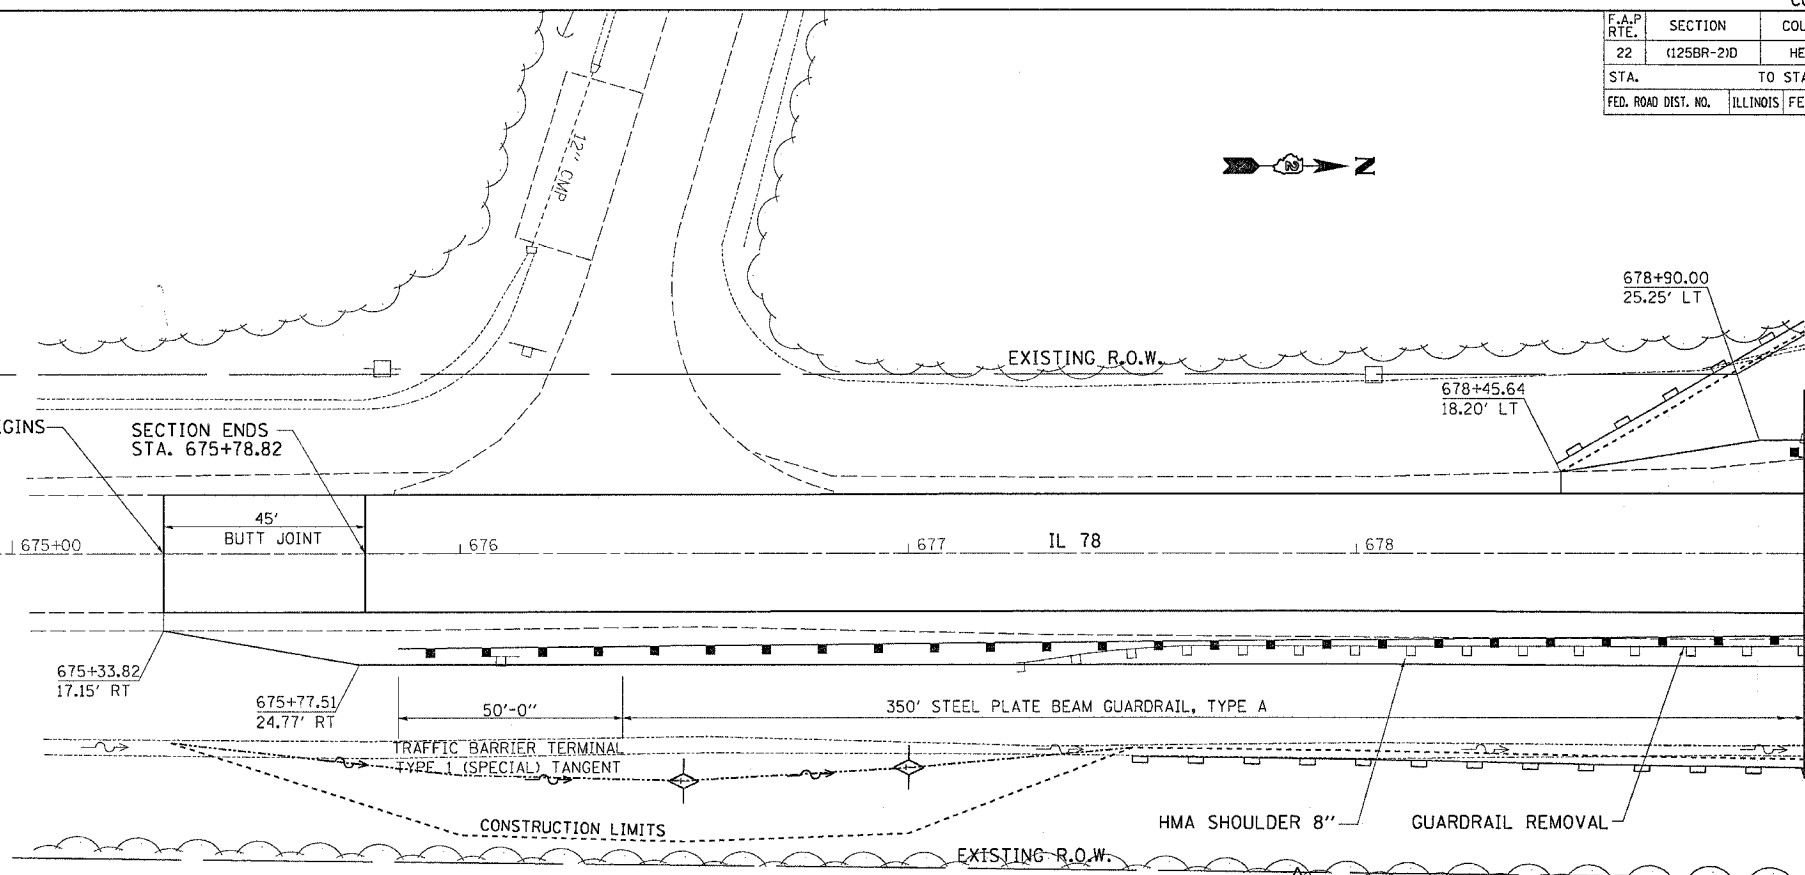 F.A.P
RTE.
SECTION
22
(125BR-2)D
STA.
TO STA
FED. ROAD DIST. NO.
ILLINOIS
12" CMP
N
678+90.00
25.25' LT
EXISTING R.O.W.
678+45.64
18.20' LT
SECTION ENDS
STA. 675+78.82
45'
BUTT JOINT
675+00
676
677
IL 78
678
675+33.82
17.15' RT
675+77.51
24.77' RT
50'-0"
350' STEEL PLATE BEAM GUARDRAIL, TYPE A
TRAFFIC BARRIER TERMINAL
TYPE 1 (SPECIAL) TANGENT
CONSTRUCTION LIMITS
HMA SHOULDER 8"
GUARDRAIL REMOVAL
EXISTING R.O.W.